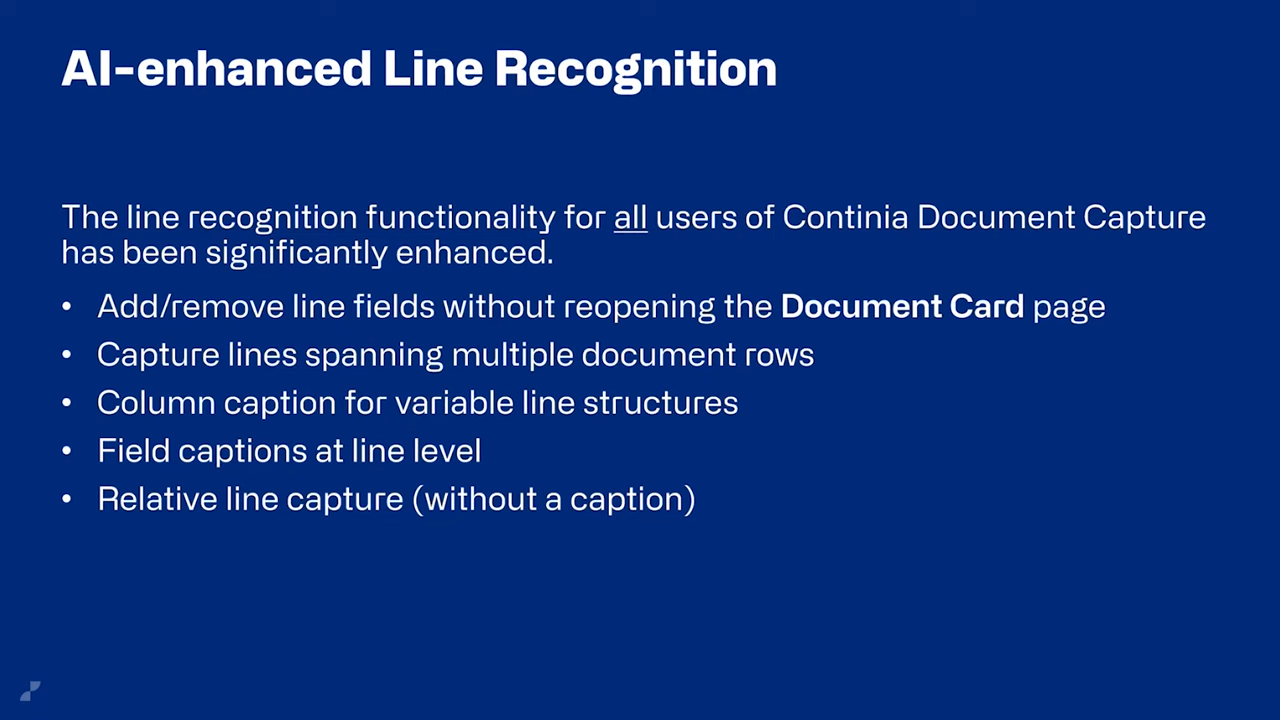 AI-enhanced Line Recognition
The line recognition functionality for all users of Continia Document Capture
has been significantly enhanced.
• Add/remove line fields without reopening the Document Card page
• Capture lines spanning multiple document rows
• Column caption for variable line structures
• Field captions at line level
• Relative line capture (without a caption)